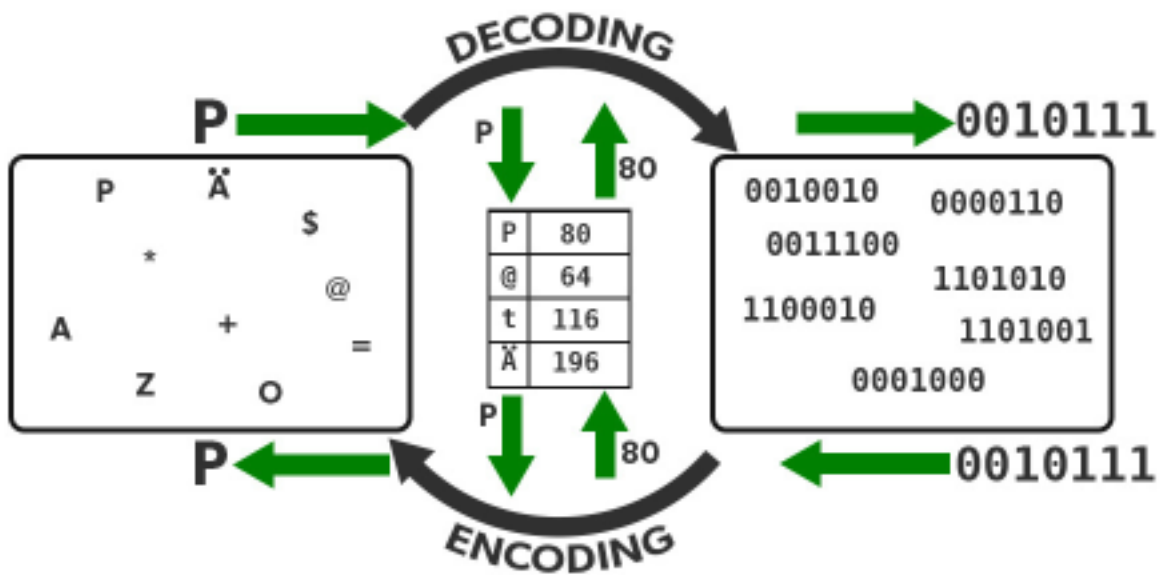 DECODING
P
0010111
P
80
P Ä
$
*
@
A
+
=
Z
O
P 80
@ 64
t 116
Ä 196
0010010
0000110
0011100
1101010
1100010
1101001
0001000
P
80
P
0010111
ENCODING